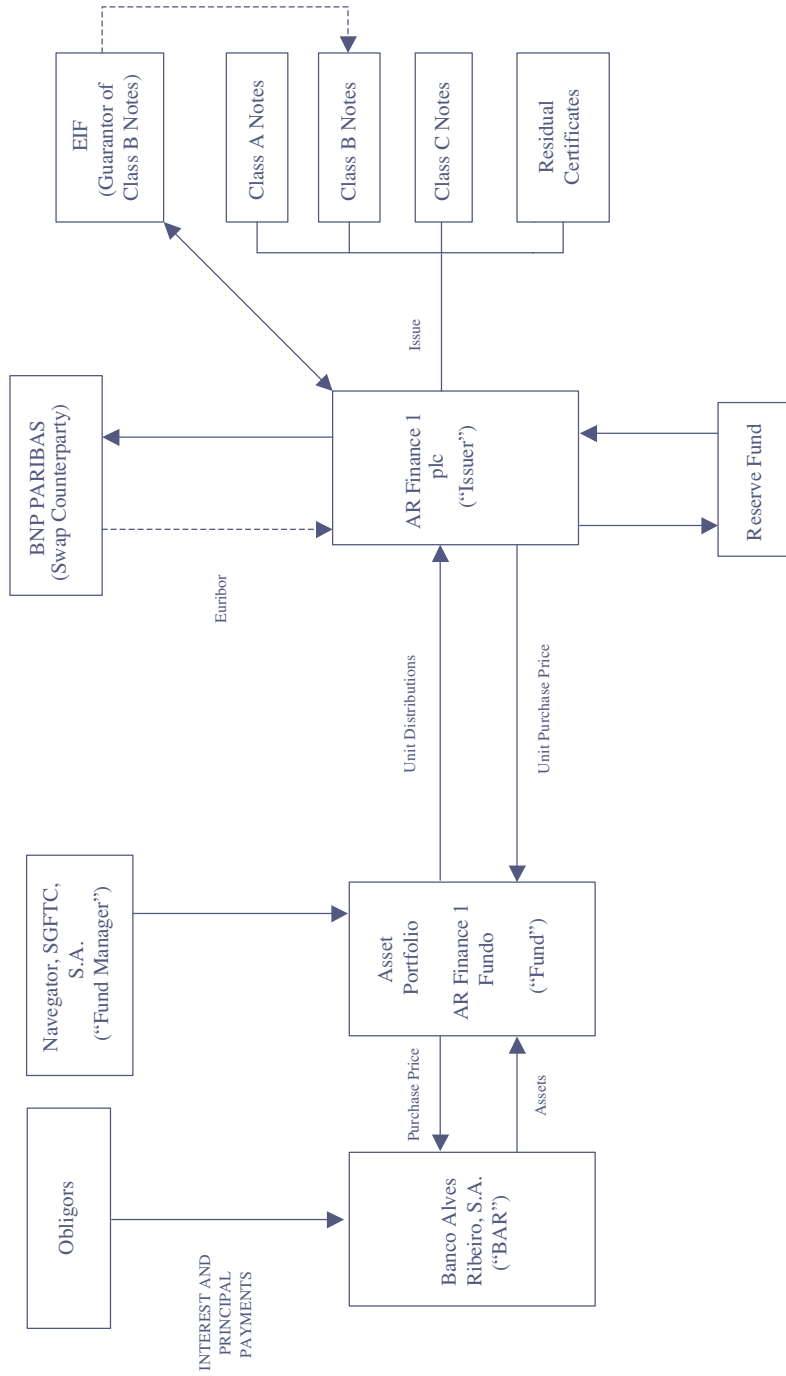 Obligors
Navegator, SGFTC,
S.A.
(“Fund Manager”)
BNP PARIBAS
(Swap Counterparty)
EIF
(Guarantor of
Class B Notes)
INTEREST AND
PRINCIPAL
PAYMENTS
Euribor
Class A Notes
Class B Notes
Class C Notes
Residual
Certificates
Banco Alves
Ribeiro, S.A.
(“BAR”)
Purchase Price
Assets
Asset
Portfolio
AR Finance 1
Fundo
(“Fund”)
Unit Distributions
Unit Purchase Price
AR Finance 1
plc
(“Issuer”)
Issue
Reserve Fund